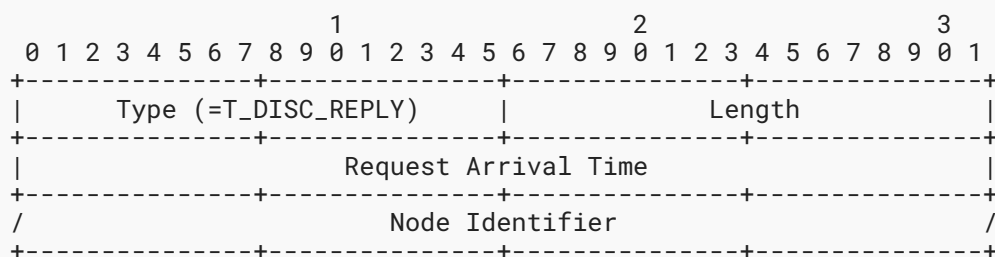 1                   2                   3
 0 1 2 3 4 5 6 7 8 9 0 1 2 3 4 5 6 7 8 9 0 1 2 3 4 5 6 7 8 9 0 1
+---------------+---------------+---------------+---------------+
|      Type (=T_DISC_REPLY)     |             Length            |
+---------------+---------------+---------------+---------------+
|                     Request Arrival Time                      |
+---------------+---------------+---------------+---------------+
/                        Node Identifier                        /
+---------------+---------------+---------------+---------------+